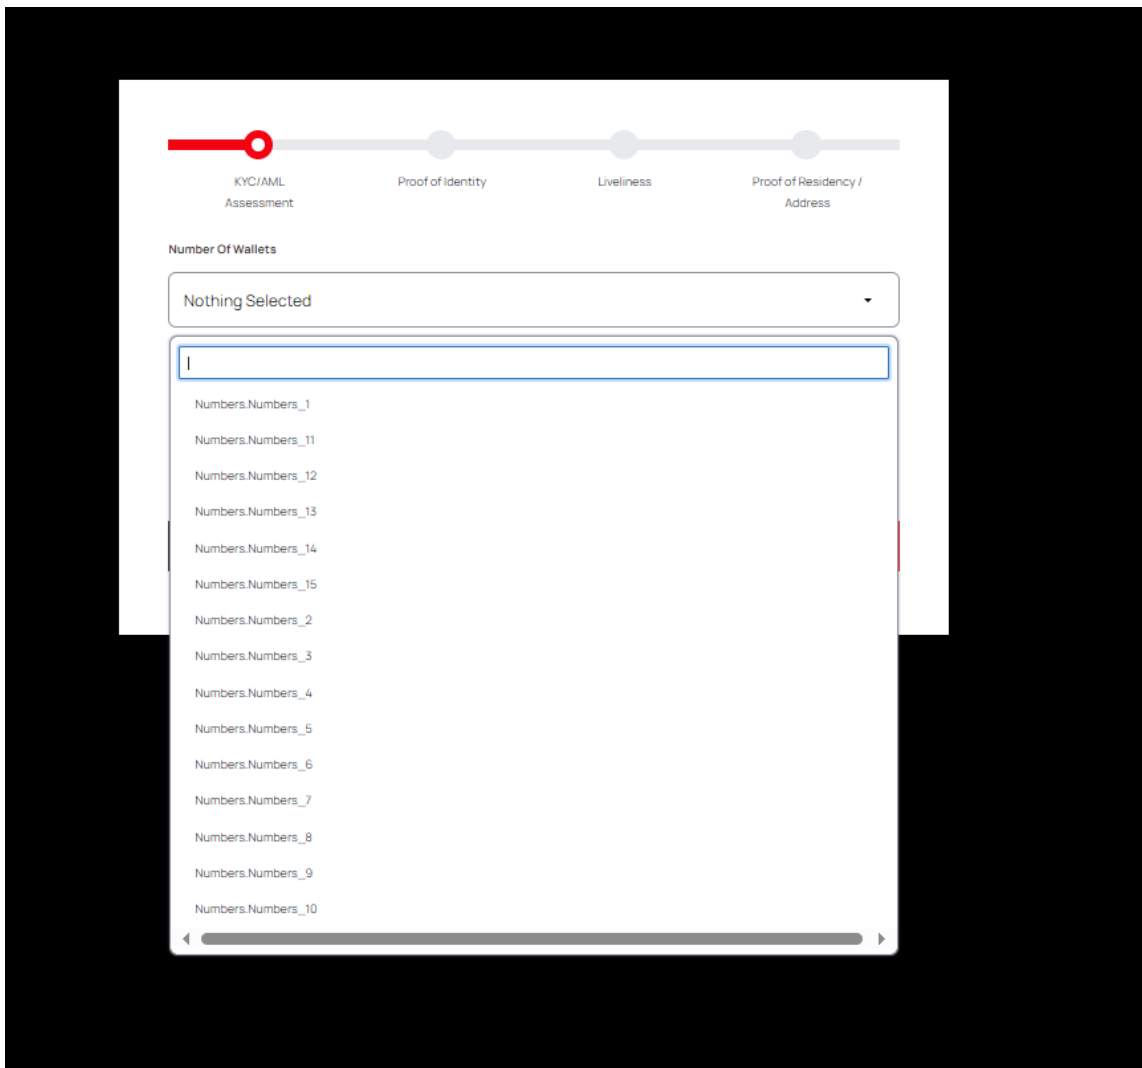 KYC/AML
Assessment
Proof of Identity
Liveliness
Proof of Residency /
Address
Number Of Wallets
Nothing Selected
Numbers.Numbers_1
Numbers.Numbers_11
Numbers.Numbers_12
Numbers.Numbers_13
Numbers.Numbers_14
Numbers.Numbers_15
Numbers.Numbers_2
Numbers.Numbers_3
Numbers.Numbers_4
Numbers.Numbers_5
Numbers.Numbers_6
Numbers.Numbers_7
Numbers.Numbers_8
Numbers.Numbers_9
Numbers.Numbers_10